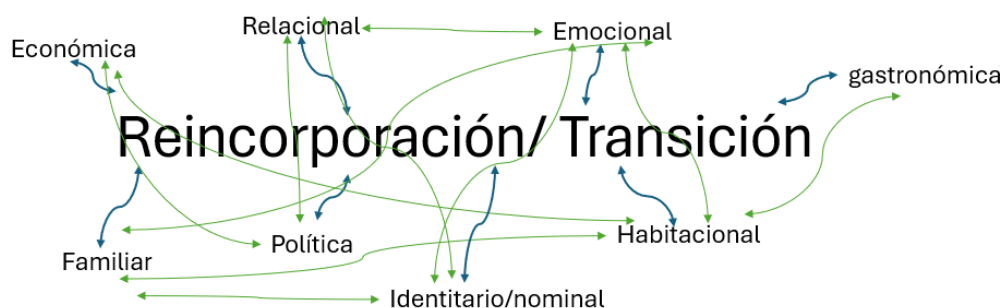 Relacional
Emocional
Económica
gastronómica
Reincorporación/ Transición
Habitacional
Política
Familiar
Identitario/nominal